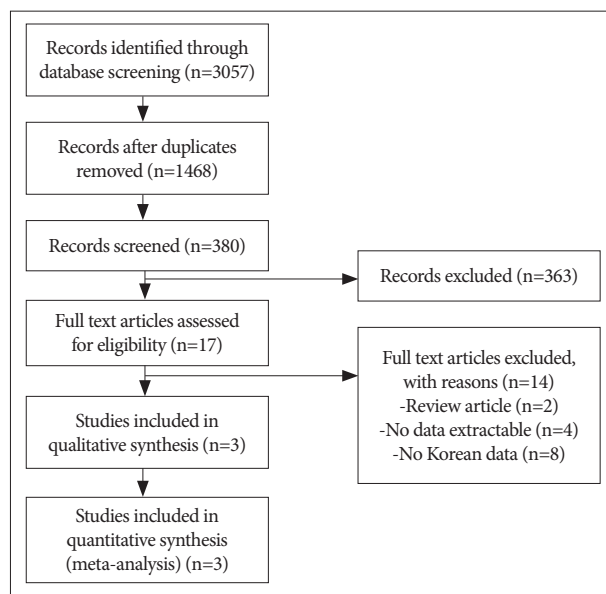 Records identified through
database screening (n=3057)
Records after duplicates
removed (n=1468)
Records screened (n=380)
Records excluded (n=363)
Full text articles assessed
for eligibility (n=17)
Full text articles excluded,
with reasons (n=14)
-Review article (n=2)
-No data extractable (n=4)
-No Korean data (n=8)
Studies included in
qualitative synthesis (n=3)
Studies included in
quantitative synthesis
(meta-analysis) (n=3)